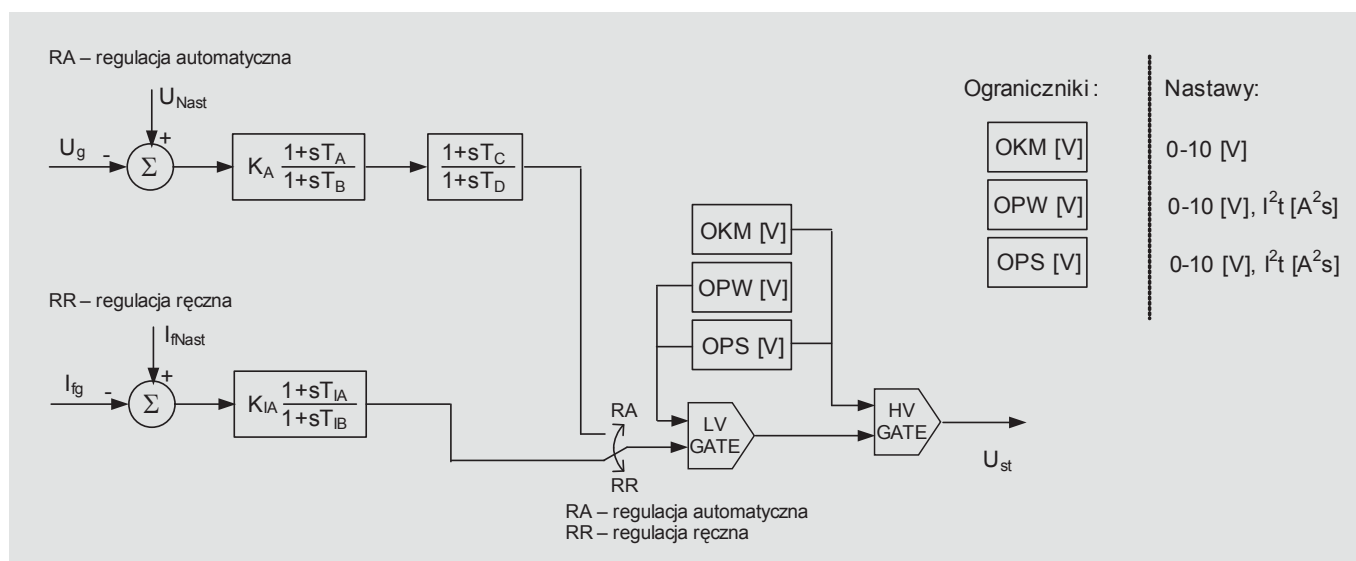 RA – regulacja automatyczna
U_Nast
U_g - +
Σ
K_A (1+sT_A)/(1+sT_B)
(1+sT_C)/(1+sT_D)
Ograniczniki :
Nastawy:
OKM [V]
0-10 [V]
OPW [V]
0-10 [V], I²t [A²s]
OPS [V]
0-10 [V], I²t [A²s]
OKM [V]
OPW [V]
OPS [V]
RR – regulacja ręczna
I_fNast
I_fg - +
Σ
K_IA (1+sT_IA)/(1+sT_IB)
RA
RR
LV
GATE
HV
GATE
U_st
RA – regulacja automatyczna
RR – regulacja ręczna